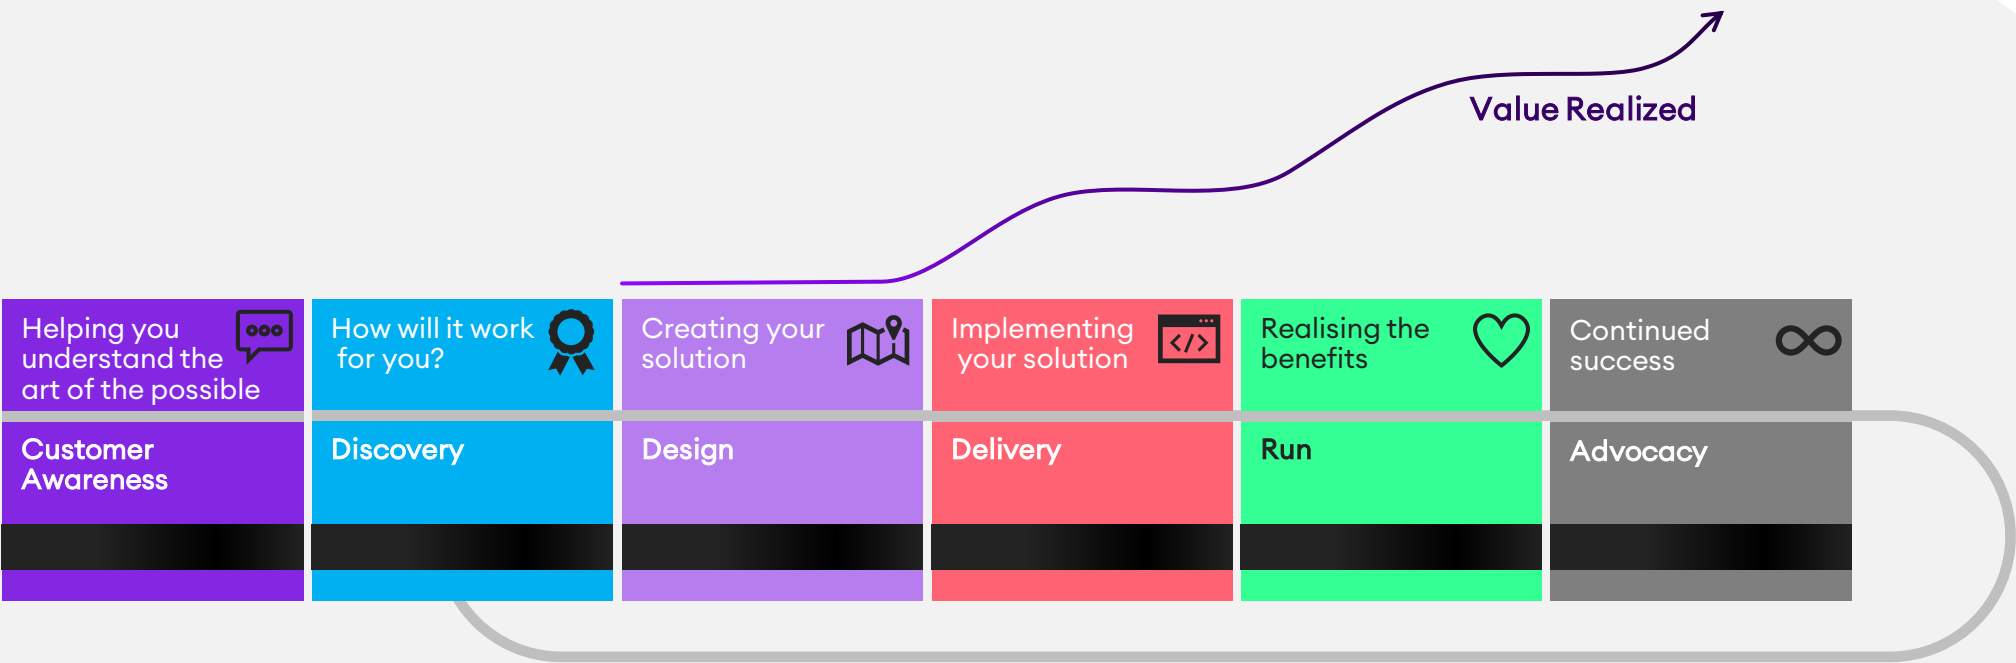 Value Realized
Helping you
understand the
art of the possible
How will it work
for you?
Creating your
solution
Implementing
your solution
Realising the
benefits
Continued
success
Customer
Awareness
Discovery
Design
Delivery
Run
Advocacy